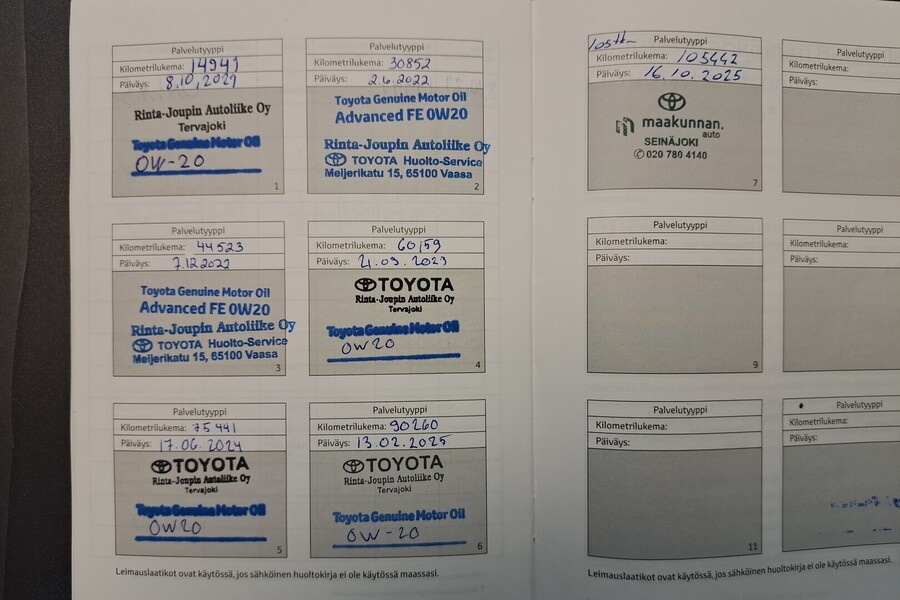 Palvelutyyppi
Kilometrilukema: 14941
Päiväys: 8.10.2021
Rinta-Joupin Autoliike Oy
Tervajoki
Toyota Genuine Motor Oil
0W-20
1
Palvelutyyppi
Kilometrilukema: 30852
Päiväys: 2.6.2022
Toyota Genuine Motor Oil
Advanced FE 0W20
Rinta-Joupin Autoliike Oy
TOYOTA Huolto-Service
Meijerikatu 15, 65100 Vaasa
2
Palvelutyyppi
Kilometrilukema: 44523
Päiväys: 7.12.2022
Toyota Genuine Motor Oil
Advanced FE 0W20
Rinta-Joupin Autoliike Oy
TOYOTA Huolto-Service
Meijerikatu 15, 65100 Vaasa
3
Palvelutyyppi
Kilometrilukema: 60159
Päiväys: 21.09.2023
TOYOTA
Rinta-Joupin Autoliike Oy
Tervajoki
Toyota Genuine Motor Oil
0W20
4
Palvelutyyppi
Kilometrilukema: 75441
Päiväys: 17.06.2024
TOYOTA
Rinta-Joupin Autoliike Oy
Tervajoki
Toyota Genuine Motor Oil
0W20
5
Palvelutyyppi
Kilometrilukema: 90260
Päiväys: 13.02.2025
TOYOTA
Rinta-Joupin Autoliike Oy
Tervajoki
Toyota Genuine Motor Oil
0W-20
6
Leimauslaatikot ovat käytössä, jos sähköinen huoltokirja ei ole käytössä maassasi.
105tkm Palvelutyyppi
Kilometrilukema: 105442
Päiväys: 16.10.2025
maakunnan.
auto
SEINÄJOKI
020 780 4140
7
Palvelutyyppi
Kilometrilukema:
Päiväys:
Palvelutyyppi
Kilometrilukema:
Päiväys:
9
Palvelutyyppi
Kilometrilukema:
Päiväys:
Palvelutyyppi
Kilometrilukema:
Päiväys:
11
Palvelutyyppi
Kilometrilukema:
Päiväys:
Leimauslaatikot ovat käytössä, jos sähköinen huoltokirja ei ole käytössä maassasi.